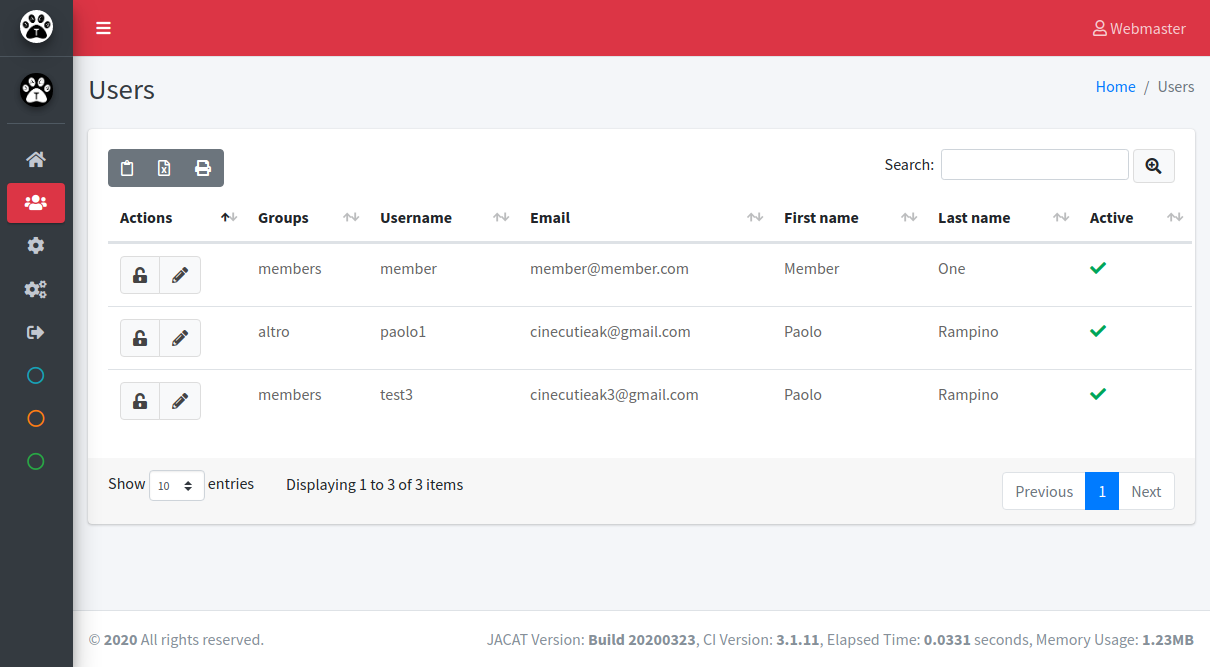 T
Webmaster
T
Users
Home / Users
Search:
Actions Groups Username Email First name Last name Active
members member member@member.com Member One
altro paolo1 cinecutieak@gmail.com Paolo Rampino
members test3 cinecutieak3@gmail.com Paolo Rampino
Show 10 entries Displaying 1 to 3 of 3 items Previous 1 Next
© 2020 All rights reserved. JACAT Version: Build 20200323, CI Version: 3.1.11, Elapsed Time: 0.0331 seconds, Memory Usage: 1.23MB